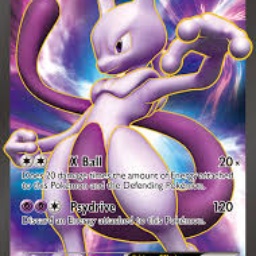 X Ball 20×
Does 20 damage times the amount of Energy attached
to this Pokémon and the Defending Pokémon.
Psydrive 120
Discard an Energy attached to this Pokémon.